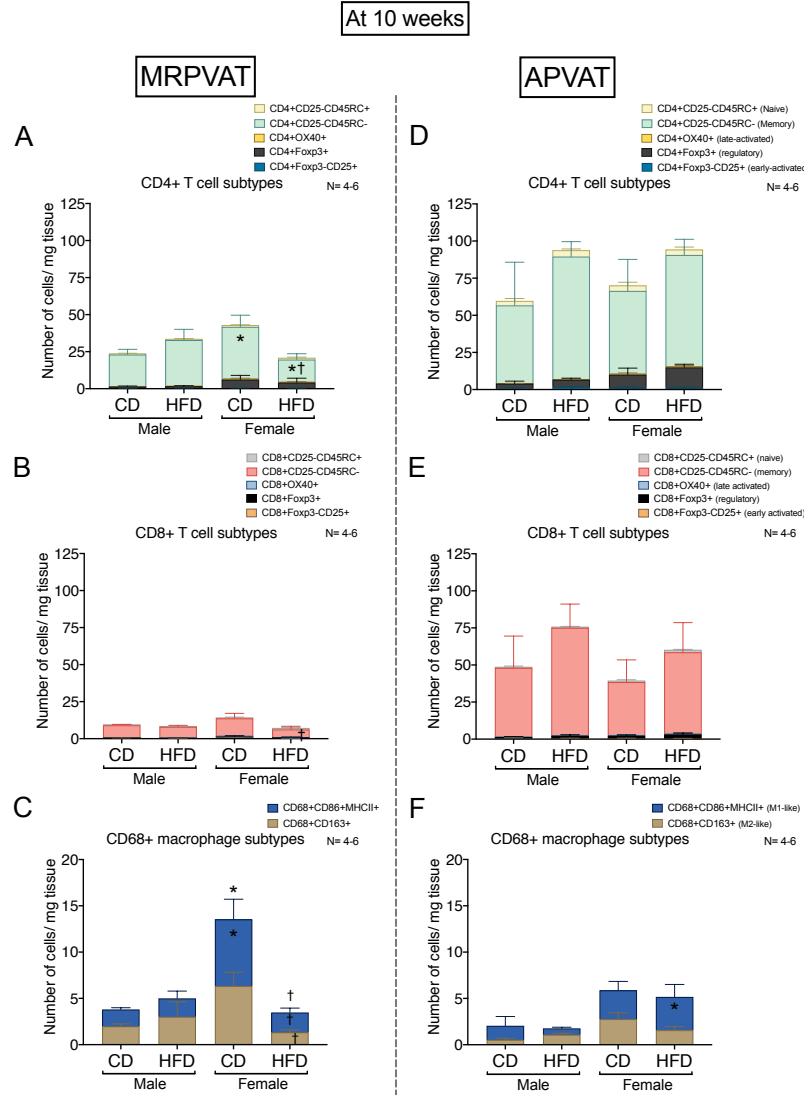 At 10 weeks
MRPVAT
APVAT
A
CD4+CD25-CD45RC+
CD4+CD25-CD45RC-
CD4+OX40+
CD4+Foxp3+
CD4+Foxp3-CD25+
CD4+ T cell subtypes
N= 4-6
Number of cells/ mg tissue
125
100
75
50
25
0
*
*†
CD HFD CD HFD
Male Female
D
CD4+CD25-CD45RC+ (Naive)
CD4+CD25-CD45RC- (Memory)
CD4+OX40+ (late-activated)
CD4+Foxp3+ (regulatory)
CD4+Foxp3-CD25+ (early-activated
CD4+ T cell subtypes
N= 4-6
Number of cells/ mg tissue
125
100
75
50
25
0
CD HFD CD HFD
Male Female
B
CD8+CD25-CD45RC+
CD8+CD25-CD45RC-
CD8+OX40+
CD8+Foxp3+
CD8+Foxp3-CD25+
CD8+ T cell subtypes
N= 4-6
Number of cells/ mg tissue
125
100
75
50
25
0
†
CD HFD CD HFD
Male Female
E
CD8+CD25-CD45RC+ (naive)
CD8+CD25-CD45RC- (memory)
CD8+OX40+ (late activated)
CD8+Foxp3+ (regulatory)
CD8+Foxp3-CD25+ (early activated)
CD8+ T cell subtypes
N= 4-6
Number of cells/ mg tissue
125
100
75
50
25
0
CD HFD CD HFD
Male Female
C
CD68+CD86+MHCII+
CD68+CD163+
CD68+ macrophage subtypes
N= 4-6
Number of cells/ mg tissue
20
15
10
5
0
*
*
†
†
†
CD HFD CD HFD
Male Female
F
CD68+CD86+MHCII+ (M1-like)
CD68+CD163+ (M2-like)
CD68+ macrophage subtypes
N= 4-6
Number of cells/ mg tissue
20
15
10
5
0
*
CD HFD CD HFD
Male Female